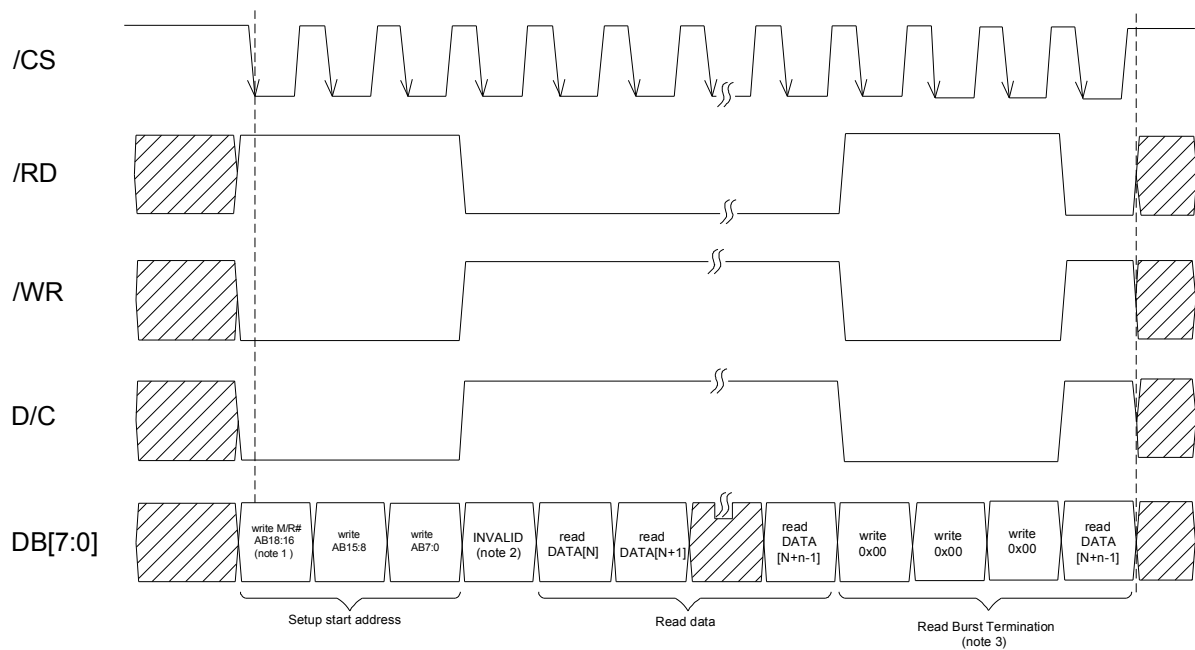 /CS
/RD
/WR
D/C
DB[7:0]
write M/R#
AB18:16
(note 1 )
write
AB15:8
write
AB7:0
INVALID
(note 2)
read
DATA[N]
read
DATA[N+1]
read
DATA
[N+n-1]
write
0x00
write
0x00
write
0x00
read
DATA
[N+n-1]
Setup start address
Read data
Read Burst Termination
(note 3)